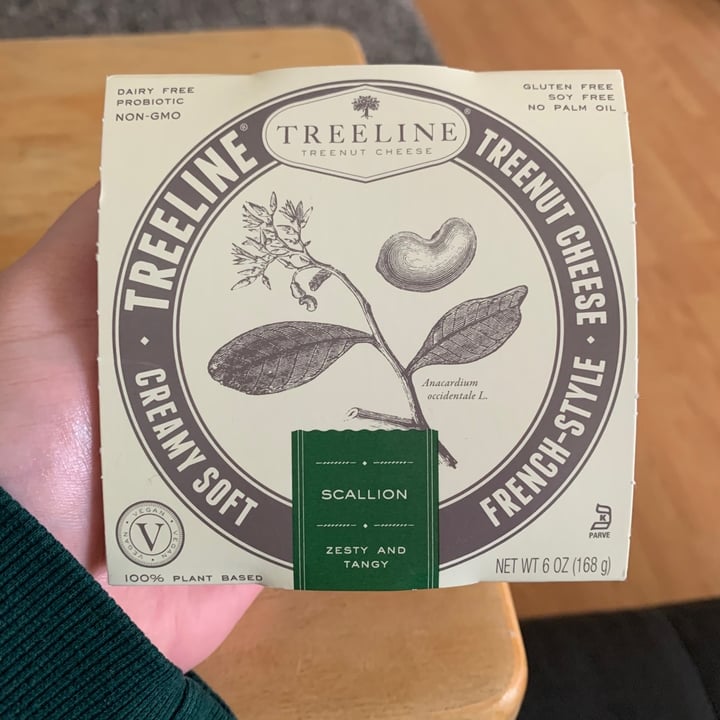 DAIRY FREE
PROBIOTIC
NON-GMO
GLUTEN FREE
SOY FREE
NO PALM OIL
TREELINE®
TREENUT CHEESE
TREELINE®
TREENUT CHEESE
CREAMY SOFT
FRENCH-STYLE
Anacardium
occidentale L.
SCALLION
ZESTY AND
TANGY
VEGAN
VEGAN
VEGAN
V
100% PLANT BASED
K
PARVE
NET WT 6 OZ (168 g)